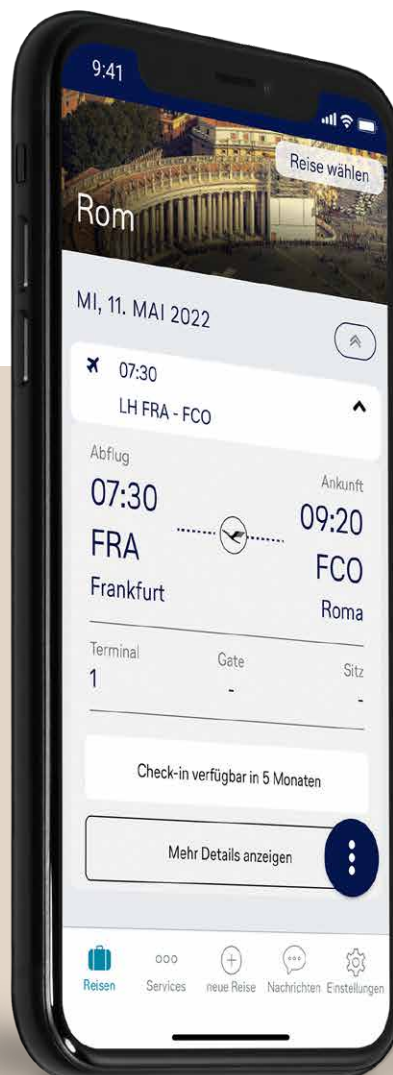 9:41
Reise wählen
Rom
MI, 11. MAI 2022
07:30
LH FRA - FCO
Abflug
Ankunft
07:30
09:20
FRA
FCO
Frankfurt
Roma
Terminal
Gate
Sitz
1
-
-
Check-in verfügbar in 5 Monaten
Mehr Details anzeigen
Reisen
Services
neue Reise
Nachrichten
Einstellungen